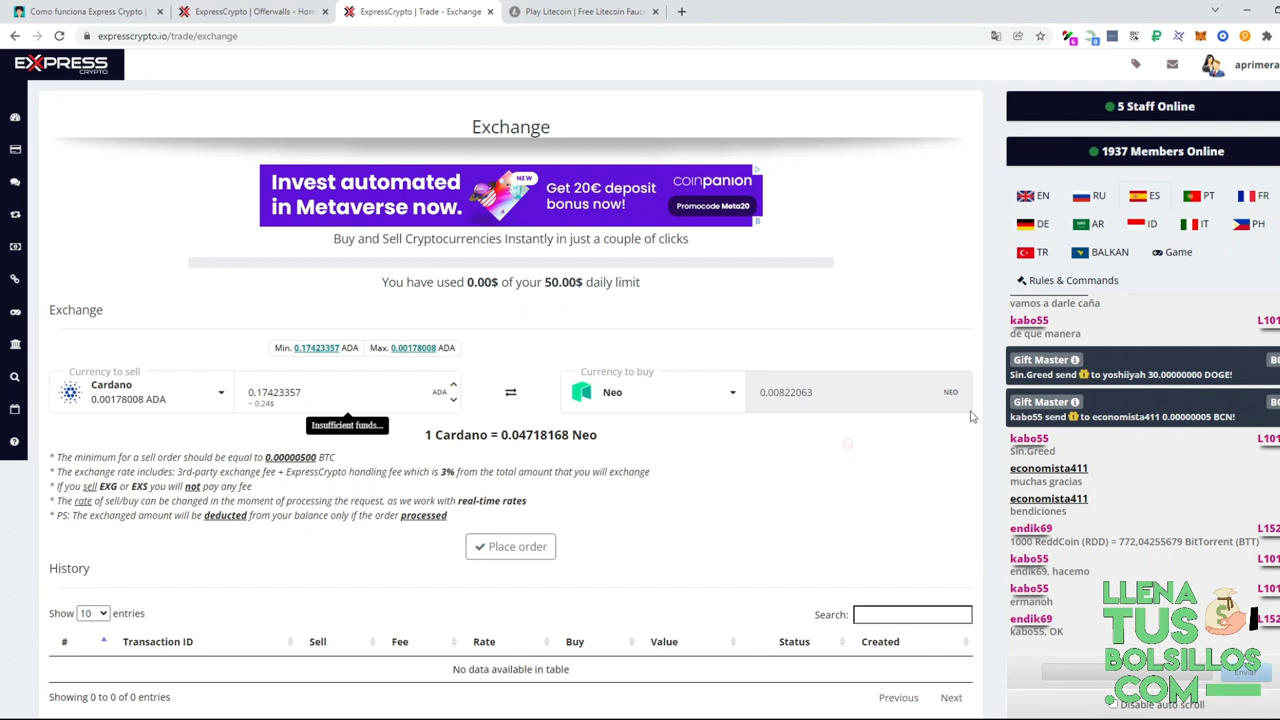 Como funciona Express Crypto |
ExpressCrypto | Offerwalls - Hom
ExpressCrypto | Trade - Exchange
Play Litecoin | Free Litecoin Fauce
expresscrypto.io/trade/exchange
EXPRESS
CRYPTO
aprimera
Exchange
Invest automated
in Metaverse now.
NEW
Get 20€ deposit
bonus now!
coinpanion
Promocode Meta20
Buy and Sell Cryptocurrencies Instantly in just a couple of clicks
You have used 0.00$ of your 50.00$ daily limit
Exchange
Min. 0.17423357 ADA
Max. 0.00178008 ADA
Currency to sell
Cardano
0.00178008 ADA
0,17423357
~ 0.24$
ADA
Insufficient funds...
Currency to buy
Neo
0,00822063
NEO
1 Cardano = 0.04718168 Neo
* The minimum for a sell order should be equal to 0.00000500 BTC
* The exchange rate includes: 3rd-party exchange fee + ExpressCrypto handling fee which is 3% from the total amount that you will exchange
* If you sell EXG or EXS you will not pay any fee
* The rate of sell/buy can be changed in the moment of processing the request, as we work with real-time rates
* PS: The exchanged amount will be deducted from your balance only if the order processed
Place order
History
Show 10 entries
Search:
# Transaction ID Sell Fee Rate Buy Value Status Created
No data available in table
Showing 0 to 0 of 0 entries
Previous Next
5 Staff Online
1937 Members Online
EN RU ES PT FR
DE AR ID IT PH
TR BALKAN Game
Rules & Commands
vamos a darle caña
kabo55 L101
de que manera
Gift Master
Sin.Greed send to yoshiiyah 30.00000000 DOGE!
Gift Master
kabo55 send to economista411 0.00000005 BCN!
kabo55 L101
Sin.Greed
economista411
muchas gracias
economista411
bendiciones
endik69 L152
1000 ReddCoin (RDD) = 772,04255679 BitTorrent (BTT)
kabo55 L101
endik69, hacemo
kabo55 L101
ermanoh
endik69 L152
kabo55, OK
Enviar
Disable auto scroll
LLENA
TUS
BOLSILLOS
.COM